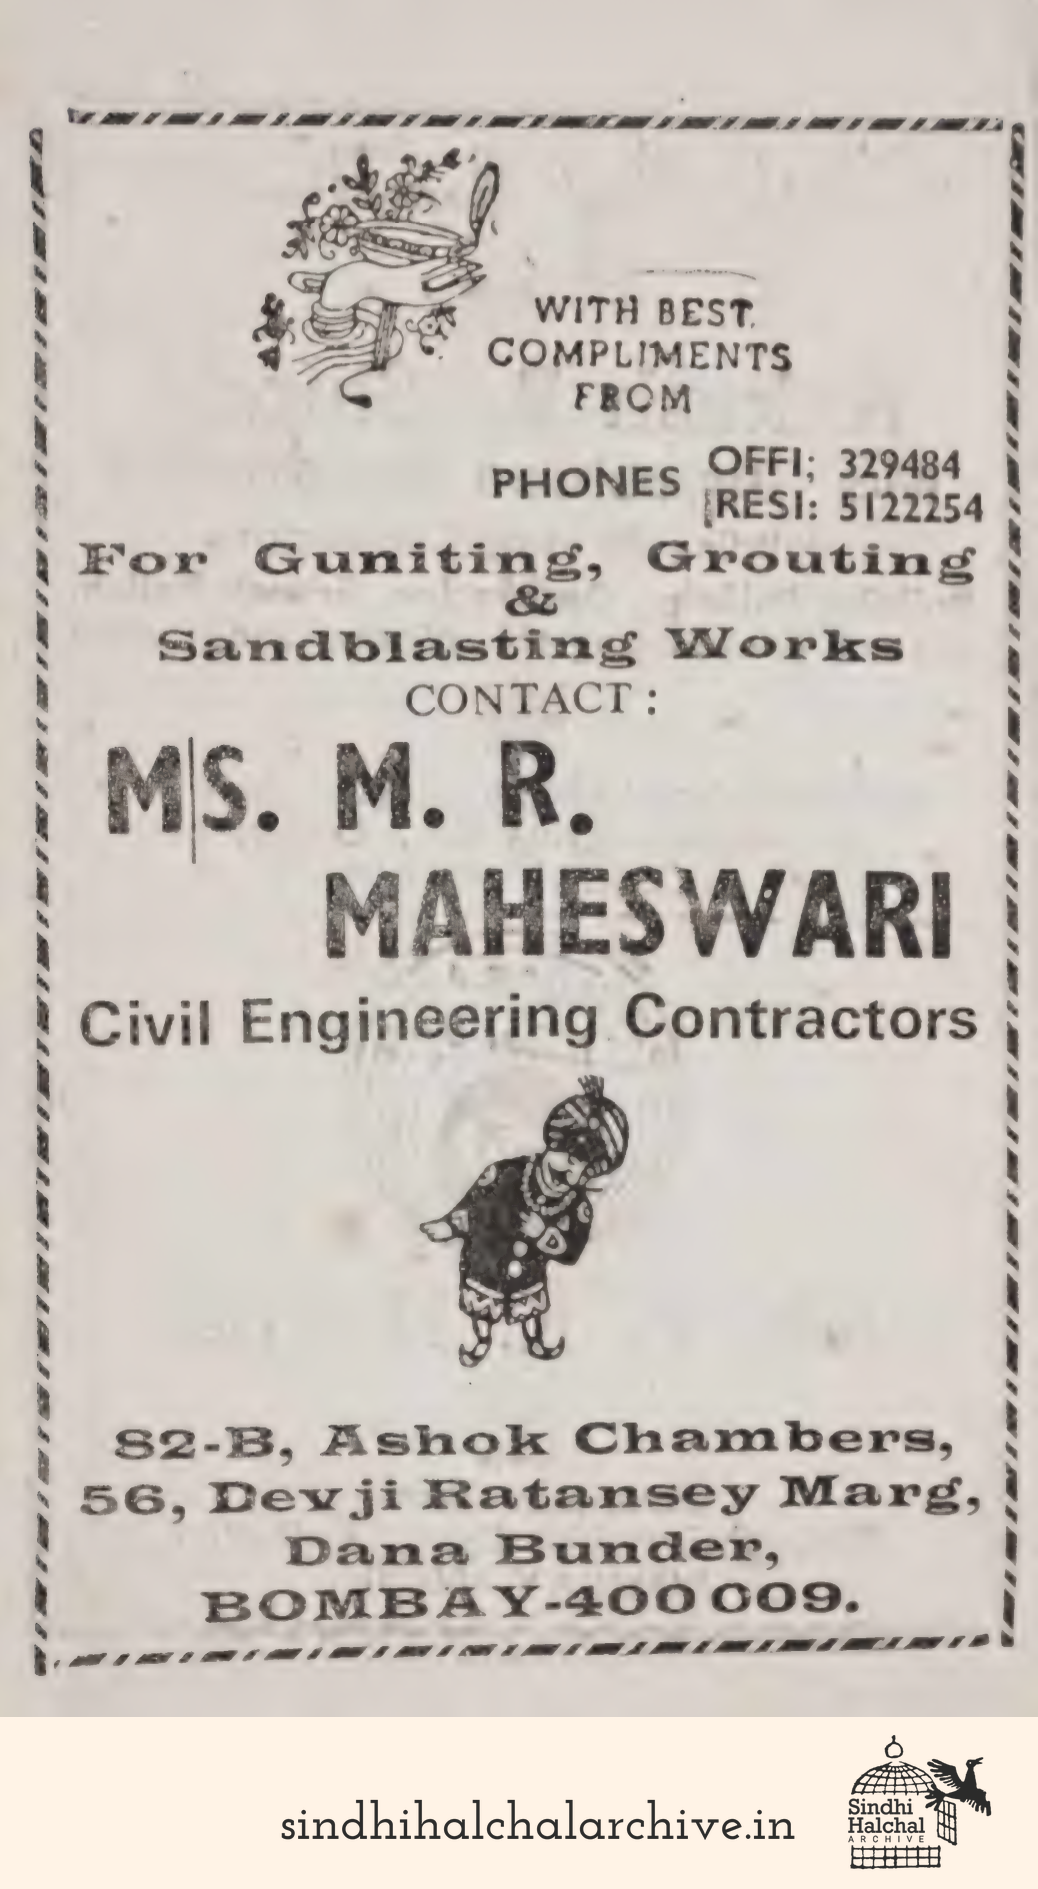 WITH BEST
COMPLIMENTS
FROM
PHONES OFFI; 329484
RESI: 5122254
For Guniting, Grouting
&
Sandblasting Works
CONTACT :
M|S. M. R.
MAHESWARI
Civil Engineering Contractors
82-B, Ashok Chambers,
56, Devji Ratansey Marg,
Dana Bunder,
BOMBAY-400 009.
sindhihalchalarchive.in
Sindhi
Halchal
ARCHIVE